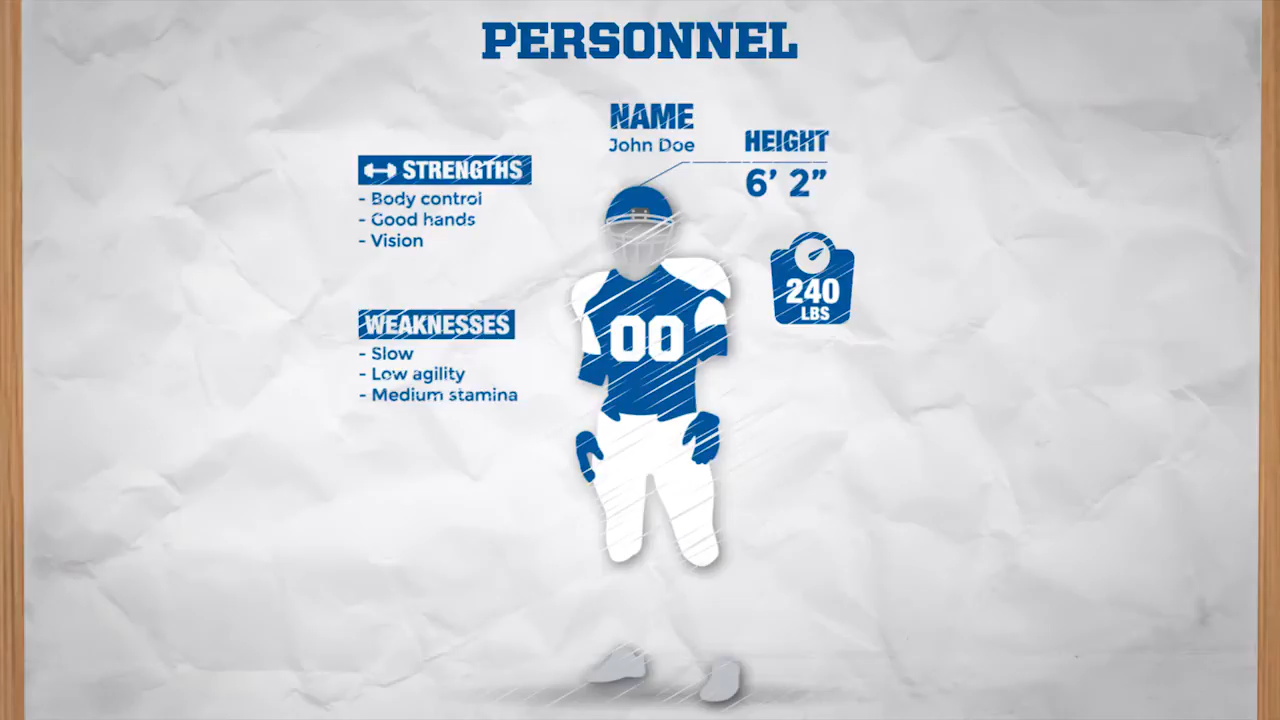 PERSONNEL
NAME
John Doe
HEIGHT
6’ 2”
STRENGTHS
- Body control
- Good hands
- Vision
240
LBS
WEAKNESSES
- Slow
- Low agility
- Medium stamina
00